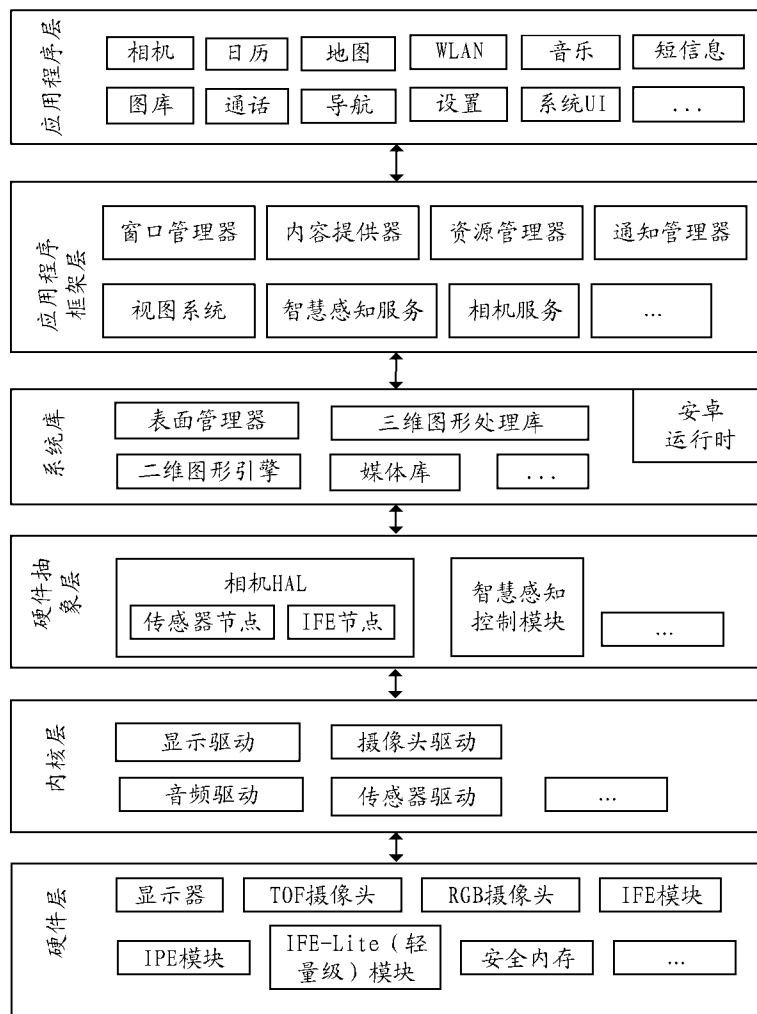 应用程序层
相机
日历
地图
WLAN
音乐
短信息
图库
通话
导航
设置
系统UI
...
应用程序
框架层
窗口管理器
内容提供器
资源管理器
通知管理器
视图系统
智慧感知服务
相机服务
...
系统库
表面管理器
三维图形处理库
安卓
运行时
二维图形引擎
媒体库
...
硬件抽
象层
相机HAL
传感器节点
IFE节点
智慧感知
控制模块
...
内核层
显示驱动
摄像头驱动
音频驱动
传感器驱动
...
硬件层
显示器
TOF摄像头
RGB摄像头
IFE模块
IPE模块
IFE-Lite（轻
量级）模块
安全内存
...